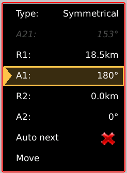 Type: Symmetrical
A21: 153°
R1: 18.5km
A1: 180°
R2: 0.0km
A2: 0°
Auto next
Move